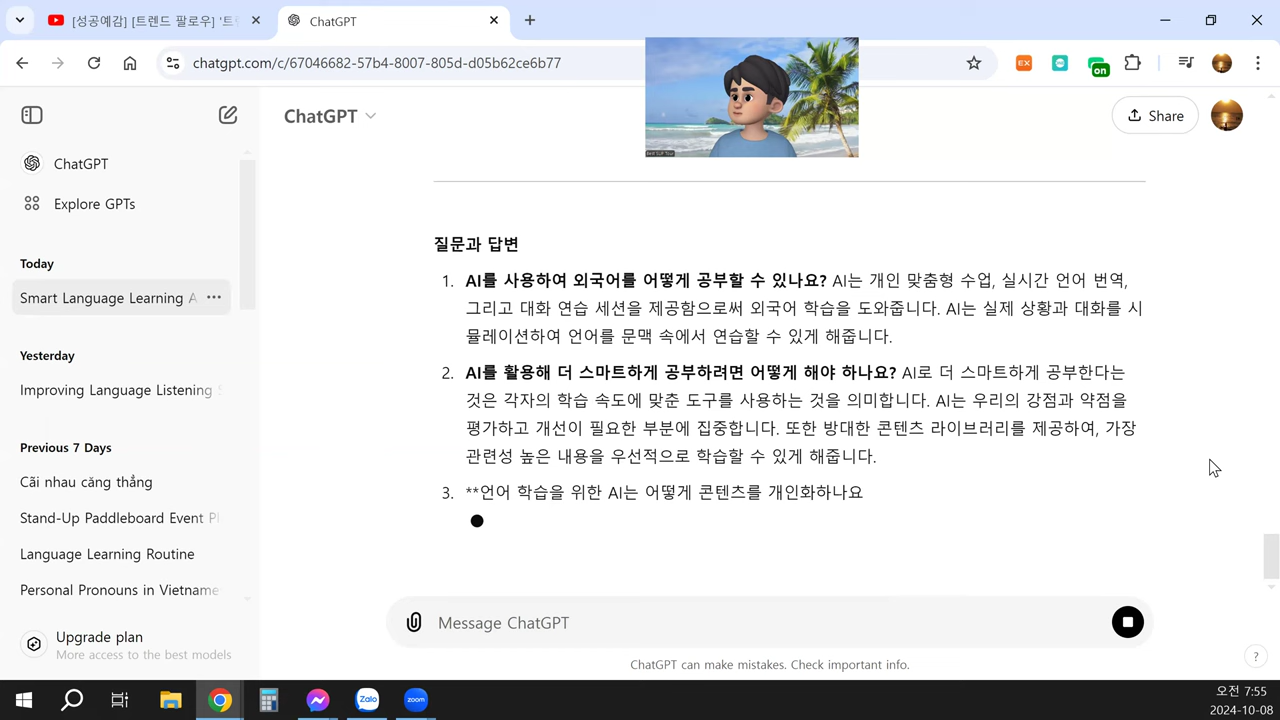 [성공예감] [트렌드 팔로우] '트
ChatGPT
chatgpt.com/c/67046682-57b4-8007-805d-d05b62ce6b77
EX
on
ChatGPT
Share
ChatGPT
Explore GPTs
Today
Smart Language Learning A
Yesterday
Improving Language Listening S
Previous 7 Days
Cãi nhau căng thẳng
Stand-Up Paddleboard Event Pl
Language Learning Routine
Personal Pronouns in Vietname
Upgrade plan
More access to the best models
질문과 답변
1. AI를 사용하여 외국어를 어떻게 공부할 수 있나요? AI는 개인 맞춤형 수업, 실시간 언어 번역,
그리고 대화 연습 세션을 제공함으로써 외국어 학습을 도와줍니다. AI는 실제 상황과 대화를 시
뮬레이션하여 언어를 문맥 속에서 연습할 수 있게 해줍니다.
2. AI를 활용해 더 스마트하게 공부하려면 어떻게 해야 하나요? AI로 더 스마트하게 공부한다는
것은 각자의 학습 속도에 맞춘 도구를 사용하는 것을 의미합니다. AI는 우리의 강점과 약점을
평가하고 개선이 필요한 부분에 집중합니다. 또한 방대한 콘텐츠 라이브러리를 제공하여, 가장
관련성 높은 내용을 우선적으로 학습할 수 있게 해줍니다.
3. **언어 학습을 위한 AI는 어떻게 콘텐츠를 개인화하나요
Message ChatGPT
ChatGPT can make mistakes. Check important info.
?
Zalo
zoom
오전 7:55
2024-10-08